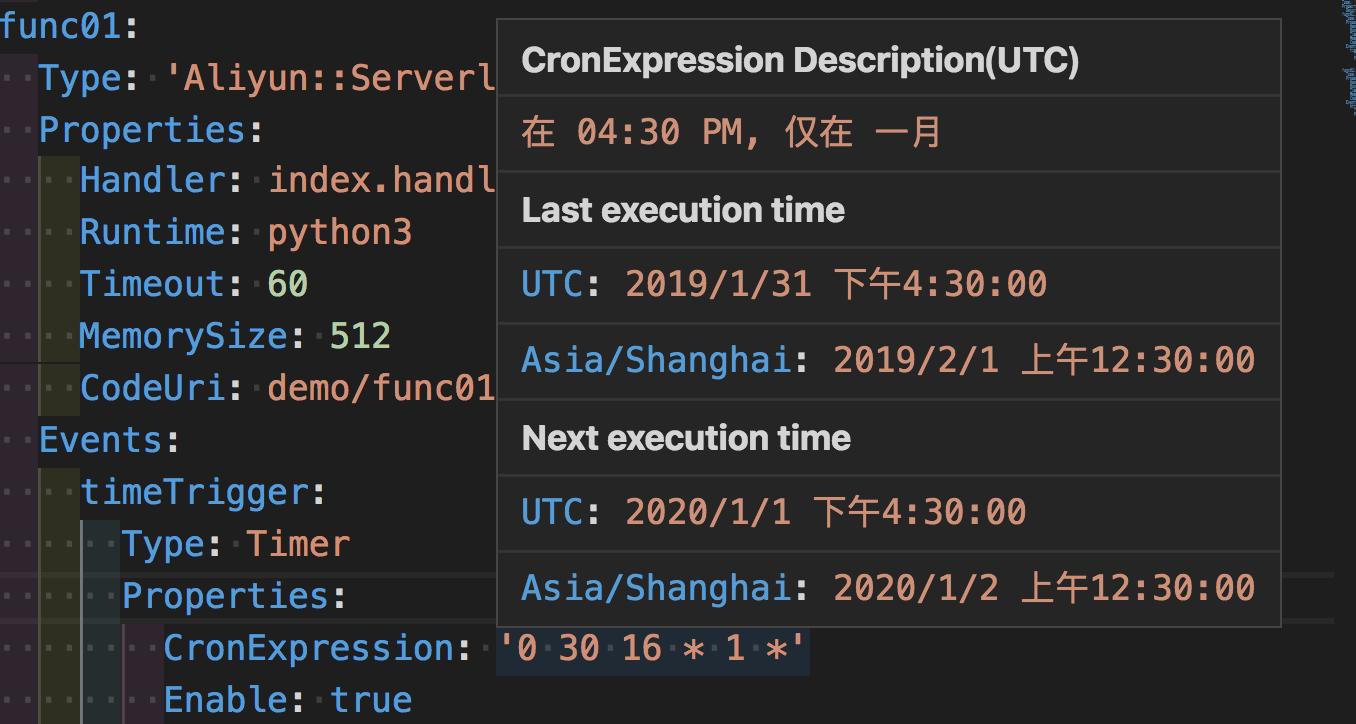 func01:
Type: 'Aliyun::Serverl
Properties:
Handler: index.handl
Runtime: python3
Timeout: 60
MemorySize: 512
CodeUri: demo/func01
Events:
timeTrigger:
Type: Timer
Properties:
CronExpression: '0 30 16 * 1 *'
Enable: true
CronExpression Description(UTC)
在 04:30 PM, 仅在 一月
Last execution time
UTC: 2019/1/31 下午4:30:00
Asia/Shanghai: 2019/2/1 上午12:30:00
Next execution time
UTC: 2020/1/1 下午4:30:00
Asia/Shanghai: 2020/1/2 上午12:30:00